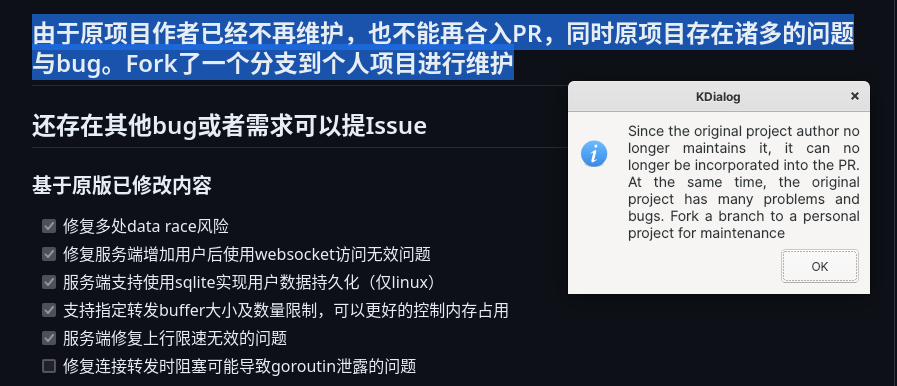 由于原项目作者已经不再维护，也不能再合入PR，同时原项目存在诸多的问题
与bug。Fork了一个分支到个人项目进行维护
还存在其他bug或者需求可以提Issue
基于原版已修改内容
修复多处data race风险
修复服务端增加用户后使用websocket访问无效问题
服务端支持使用sqlite实现用户数据持久化（仅linux）
支持指定转发buffer大小及数量限制，可以更好的控制内存占用
服务端修复上行限速无效的问题
修复连接转发时阻塞可能导致goroutin泄露的问题
KDialog
Since the original project author no
longer maintains it, it can no
longer be incorporated into the PR.
At the same time, the original
project has many problems and
bugs. Fork a branch to a personal
project for maintenance
OK